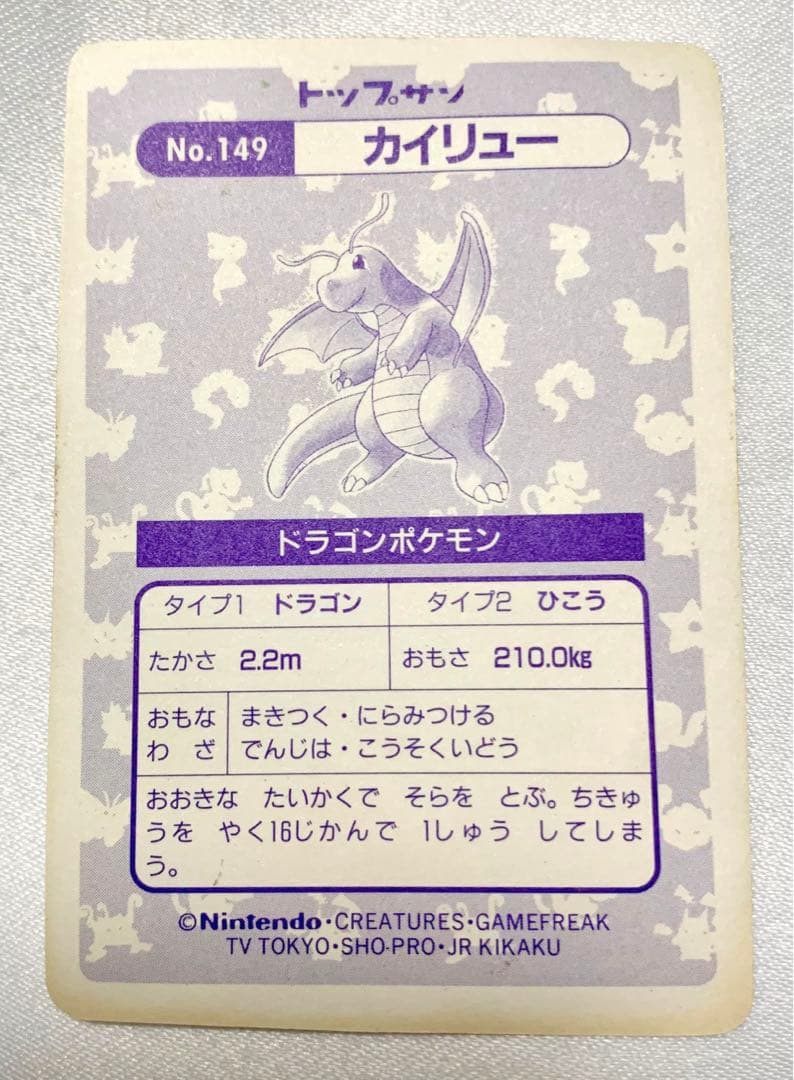 トップサン
No.149 カイリュー
ドラゴンポケモン
タイプ1 ドラゴン タイプ2 ひこう
たかさ 2.2m おもさ 210.0kg
おもな まきつく・にらみつける
わざ でんじは・こうそくいどう
おおきな たいかくで そらを とぶ。ちきゅ
うを やく16じかんで 1しゅう してしま
う。
©Nintendo・CREATURES・GAMEFREAK
TV TOKYO・SHO-PRO・JR KIKAKU